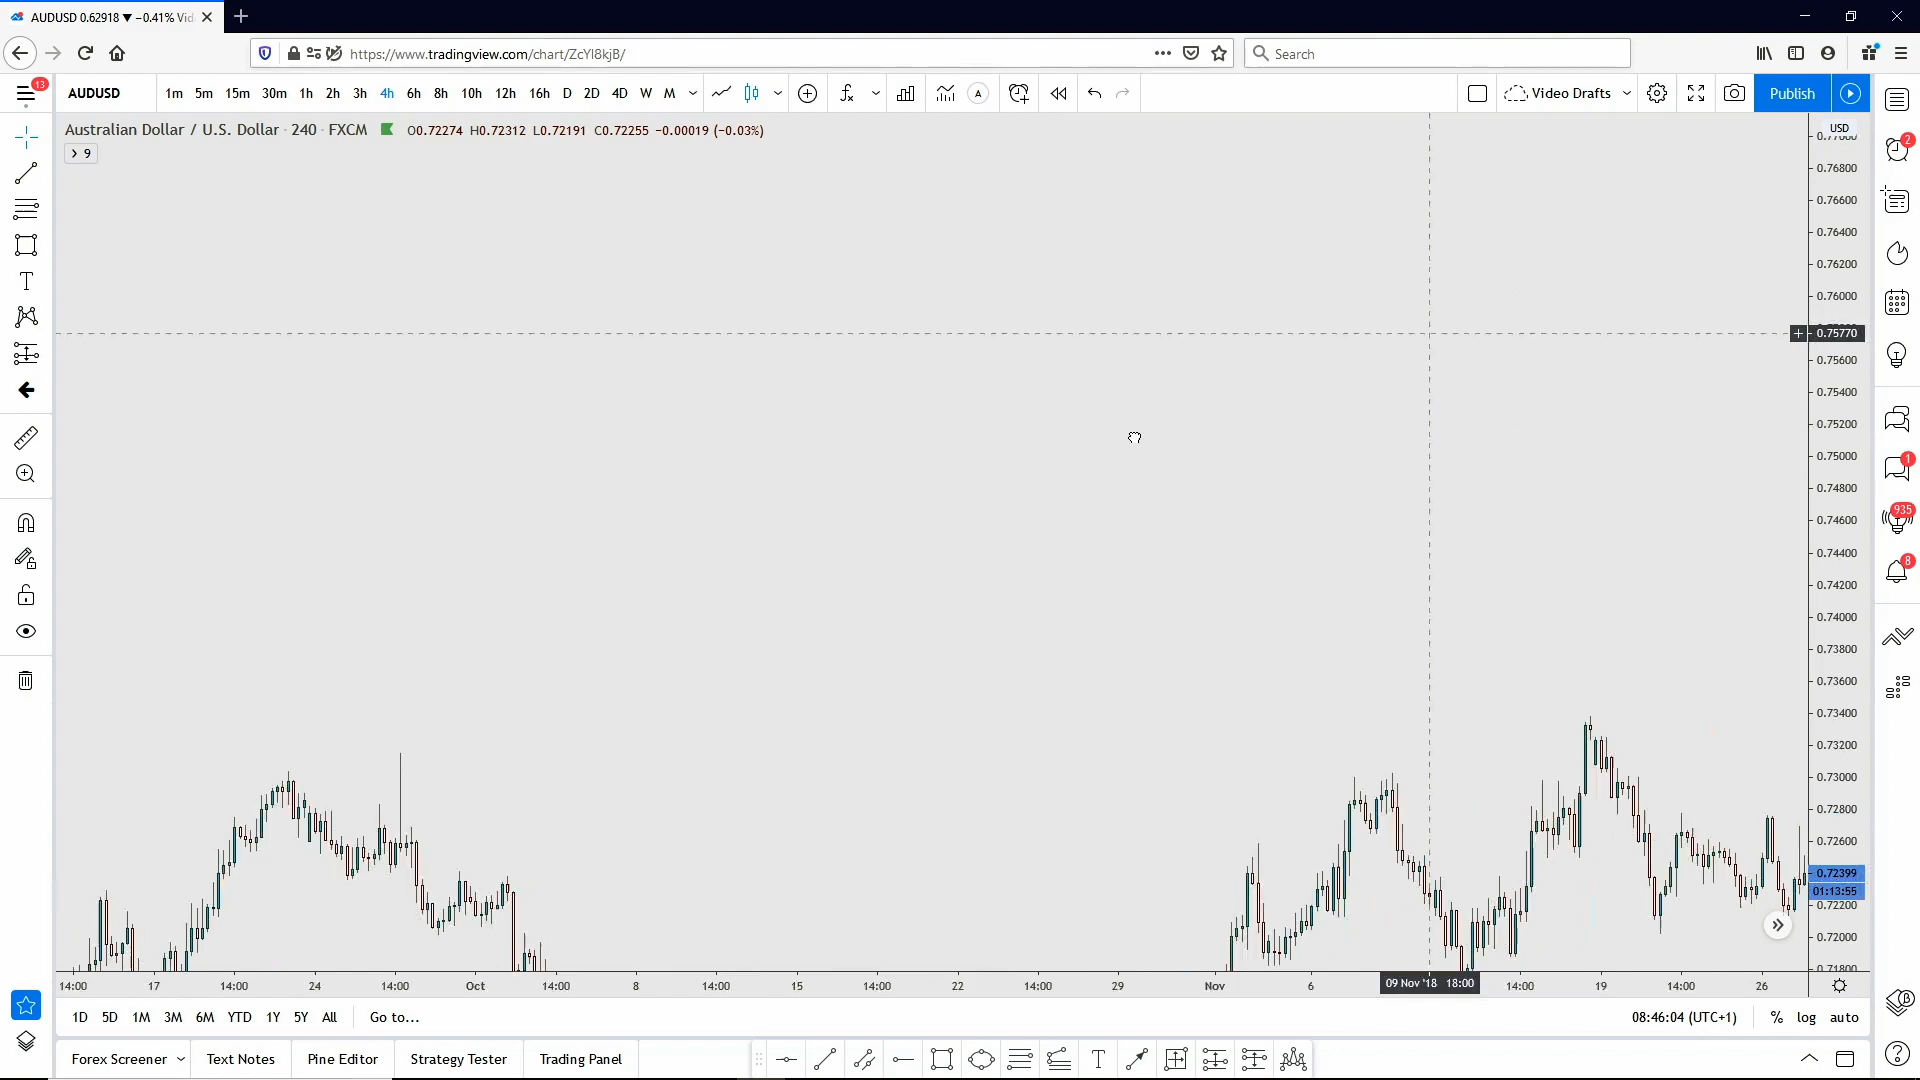 AUDUSD 0.62918 ▼ −0.41% Vid
https://www.tradingview.com/chart/ZcYl8kjB/
Search
13
AUDUSD
1m 5m 15m 30m 1h 2h 3h 4h 6h 8h 10h 12h 16h D 2D 4D W M
Video Drafts
Publish
Australian Dollar / U.S. Dollar · 240 · FXCM O0.72274 H0.72312 L0.72191 C0.72255 −0.00019 (−0.03%)
9
USD
0.76800
0.76600
0.76400
0.76200
0.76000
0.75770
0.75600
0.75400
0.75200
0.75000
0.74800
0.74600
0.74400
0.74200
0.74000
0.73800
0.73600
0.73400
0.73200
0.73000
0.72800
0.72600
0.72399
01:13:55
0.72200
0.72000
0.71800
2
1
935
8
14:00 17 14:00 24 14:00 Oct 14:00 8 14:00 15 14:00 22 14:00 29 Nov 6 09 Nov '18 18:00 14:00 19 14:00 26
1D 5D 1M 3M 6M YTD 1Y 5Y All Go to...
08:46:04 (UTC+1) % log auto
Forex Screener Text Notes Pine Editor Strategy Tester Trading Panel